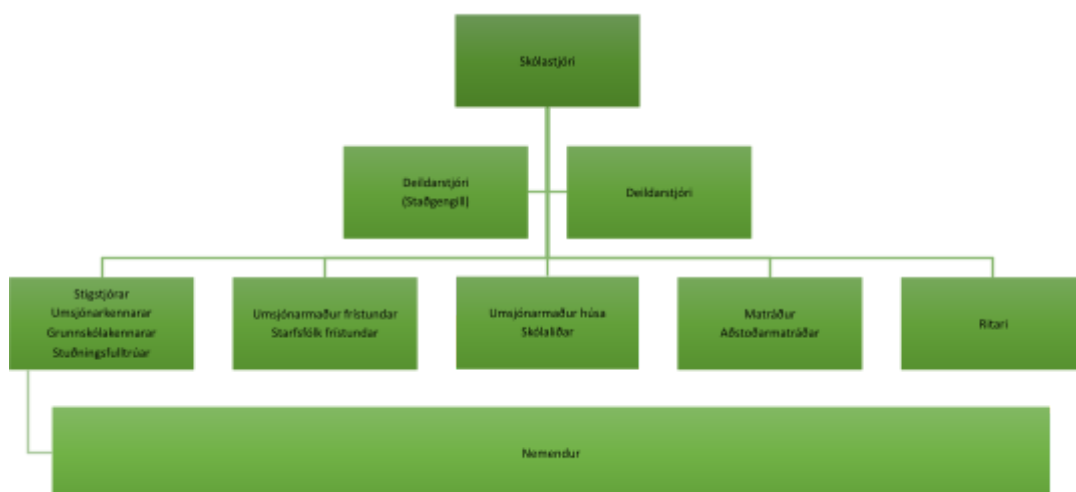 Skólastjóri
Deildarstjóri
(Staðgengill)
Deildarstjóri
Stigstjórar
Umsjónarkennarar
Grunnskólakennarar
Stuðningsfulltrúar
Umsjónarmaður frístundar
Starfsfólk frístundar
Umsjónarmaður húsa
Skólaliðar
Matráður
Aðstoðarmatráðar
Ritari
Nemendur